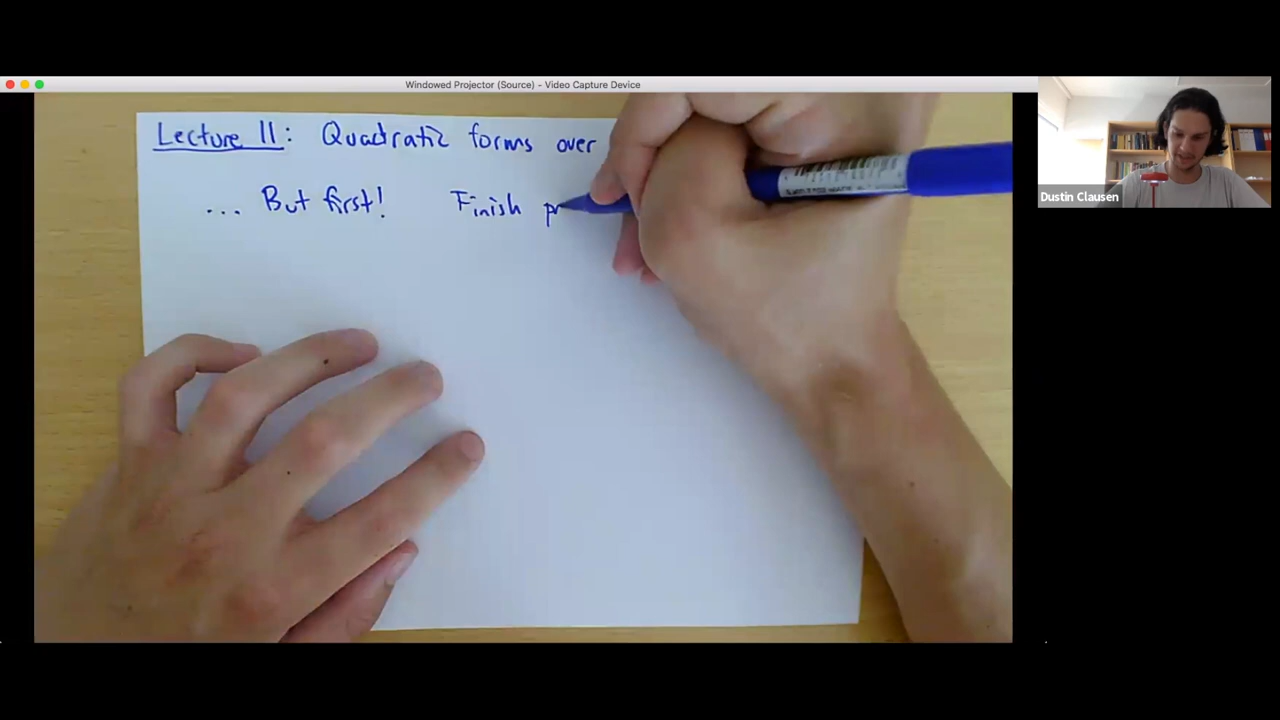 Windowed Projector (Source) - Video Capture Device
Lecture 11: Quadratic forms over
... But first! Finish
Dustin Clausen